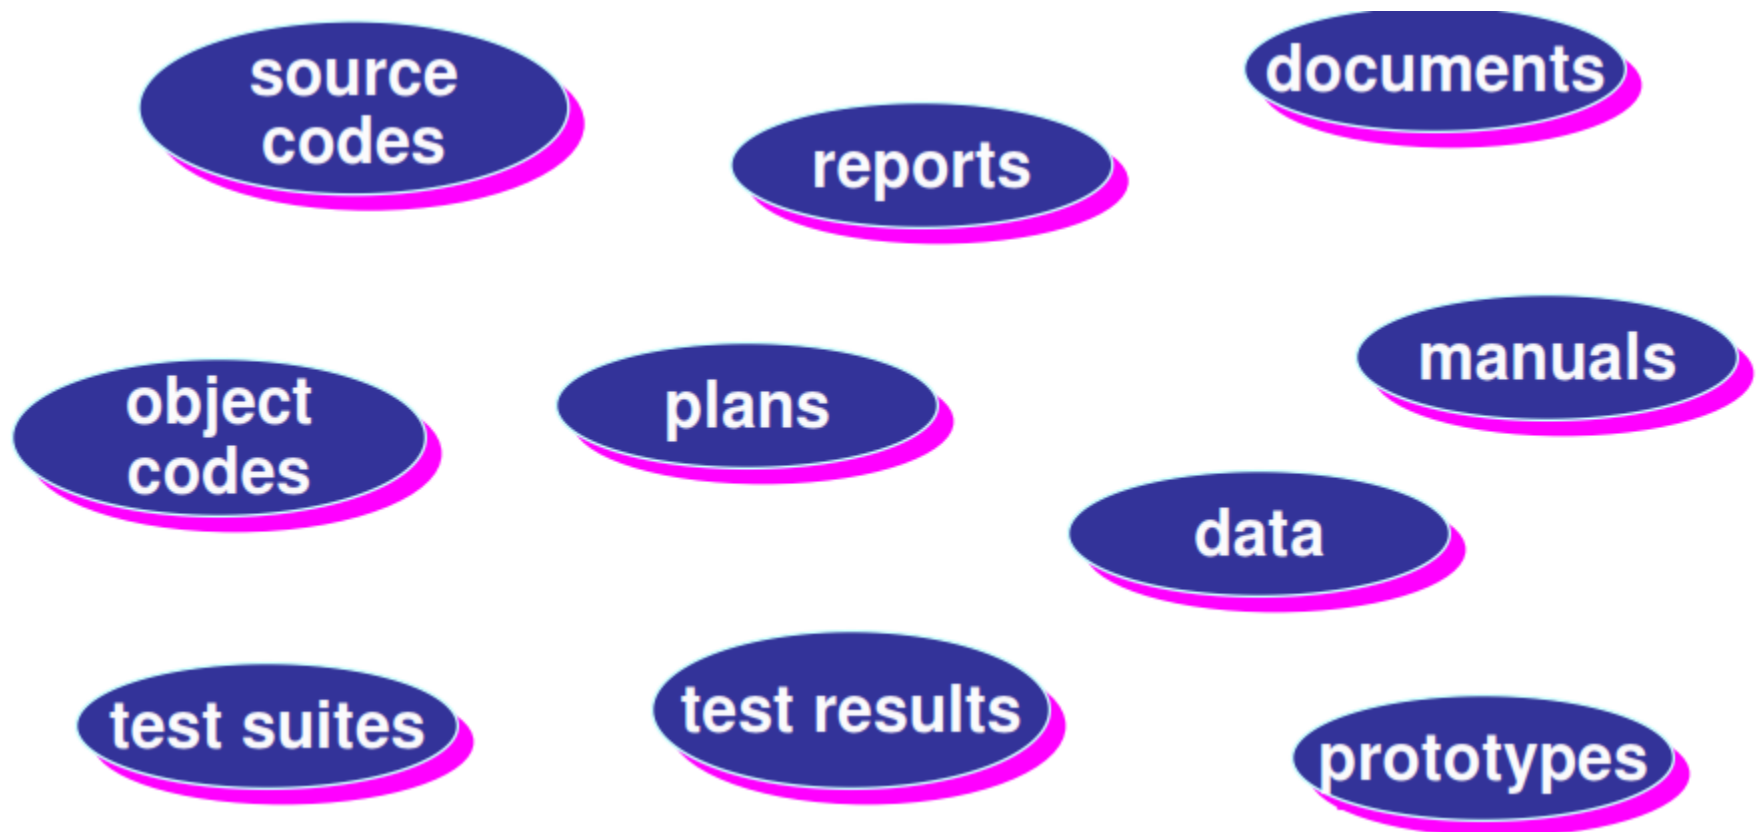 source
codes
reports
documents
object
codes
plans
manuals
data
test suites
test results
prototypes